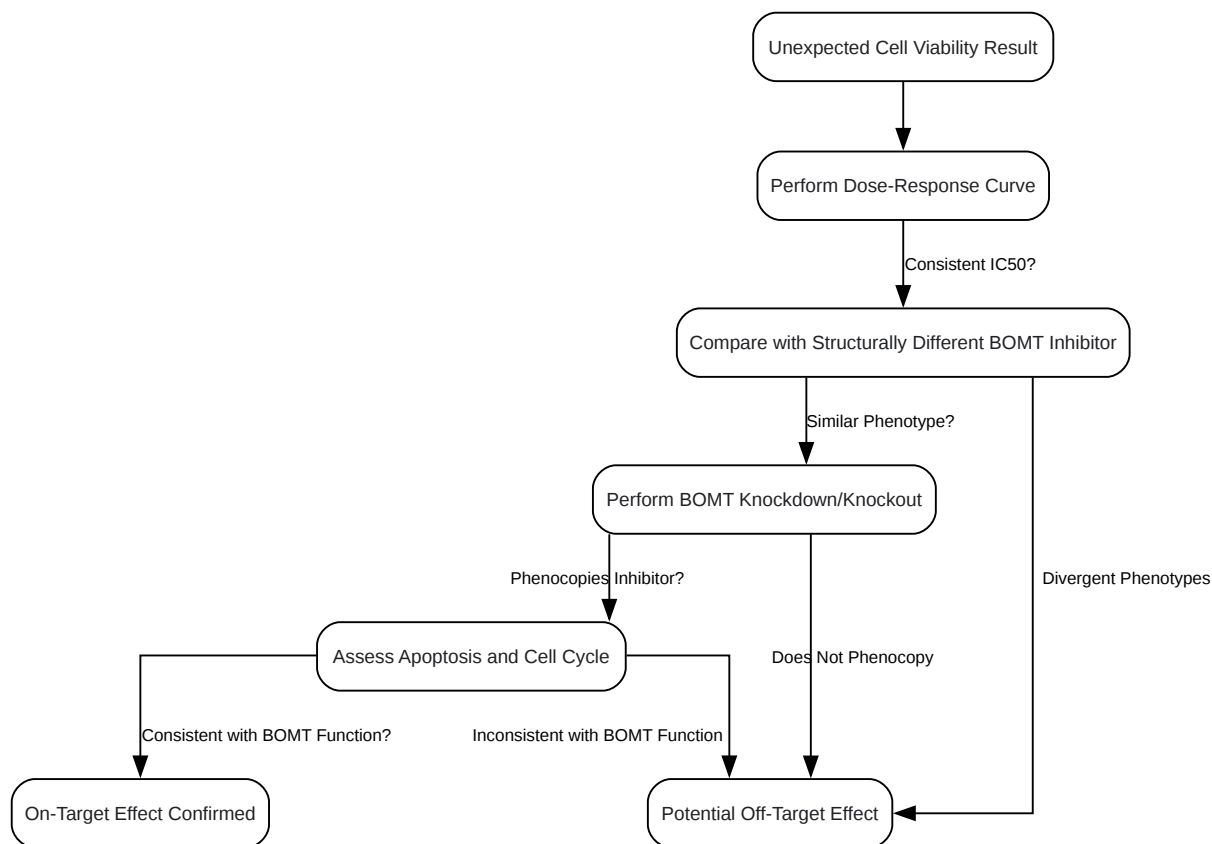 Unexpected Cell Viability Result
Perform Dose-Response Curve
Consistent IC50?
Compare with Structurally Different BOMT Inhibitor
Similar Phenotype?
Perform BOMT Knockdown/Knockout
Phenocopies Inhibitor?
Divergent Phenotypes
Assess Apoptosis and Cell Cycle
Does Not Phenocopy
Consistent with BOMT Function?
Inconsistent with BOMT Function
On-Target Effect Confirmed
Potential Off-Target Effect